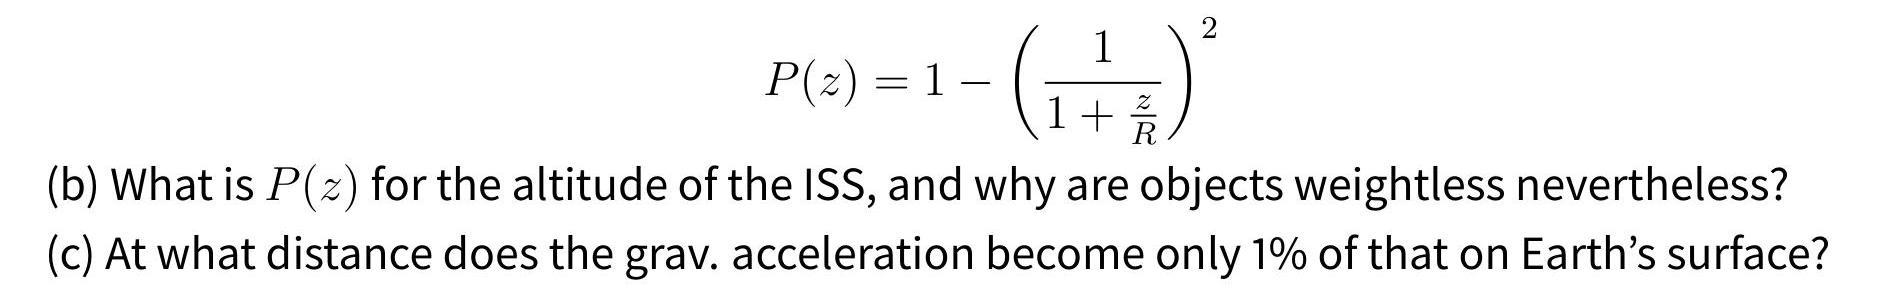 P(z) = 1 − (1 / (1 + z/R))²
(b) What is P(z) for the altitude of the ISS, and why are objects weightless nevertheless?
(c) At what distance does the grav. acceleration become only 1% of that on Earth’s surface?